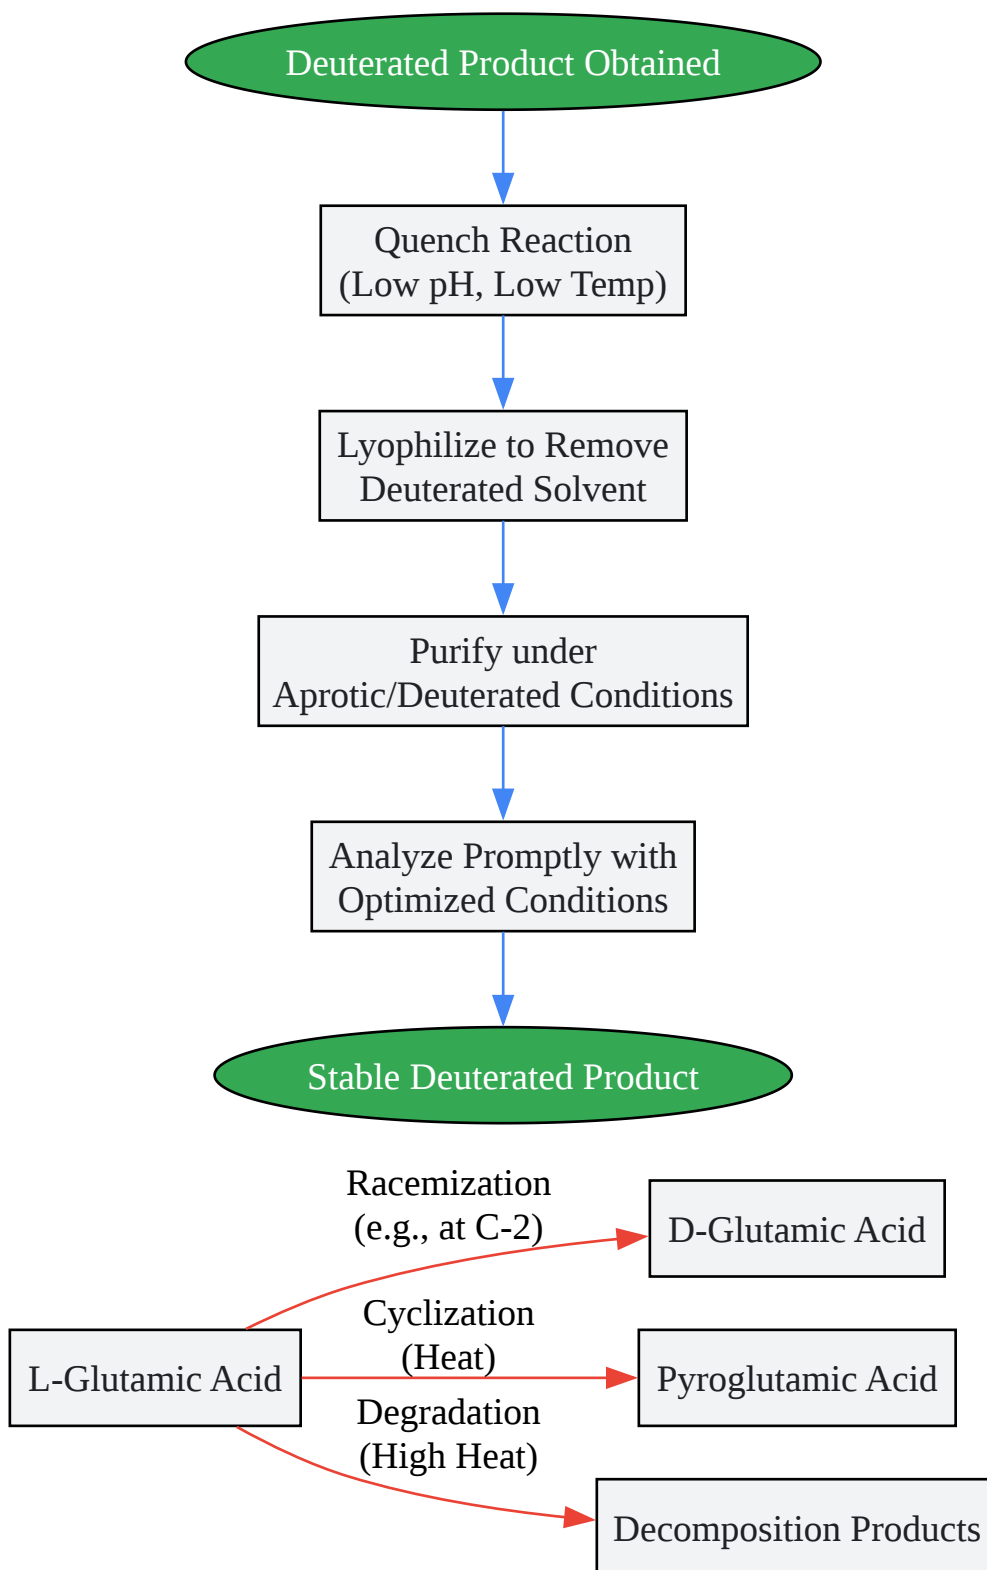 Deuterated Product Obtained
Quench Reaction
(Low pH, Low Temp)
Lyophilize to Remove
Deuterated Solvent
Purify under
Aprotic/Deuterated Conditions
Analyze Promptly with
Optimized Conditions
Stable Deuterated Product
Racemization
(e.g., at C-2)
D-Glutamic Acid
Cyclization
(Heat)
L-Glutamic Acid
Pyroglutamic Acid
Degradation
(High Heat)
Decomposition Products